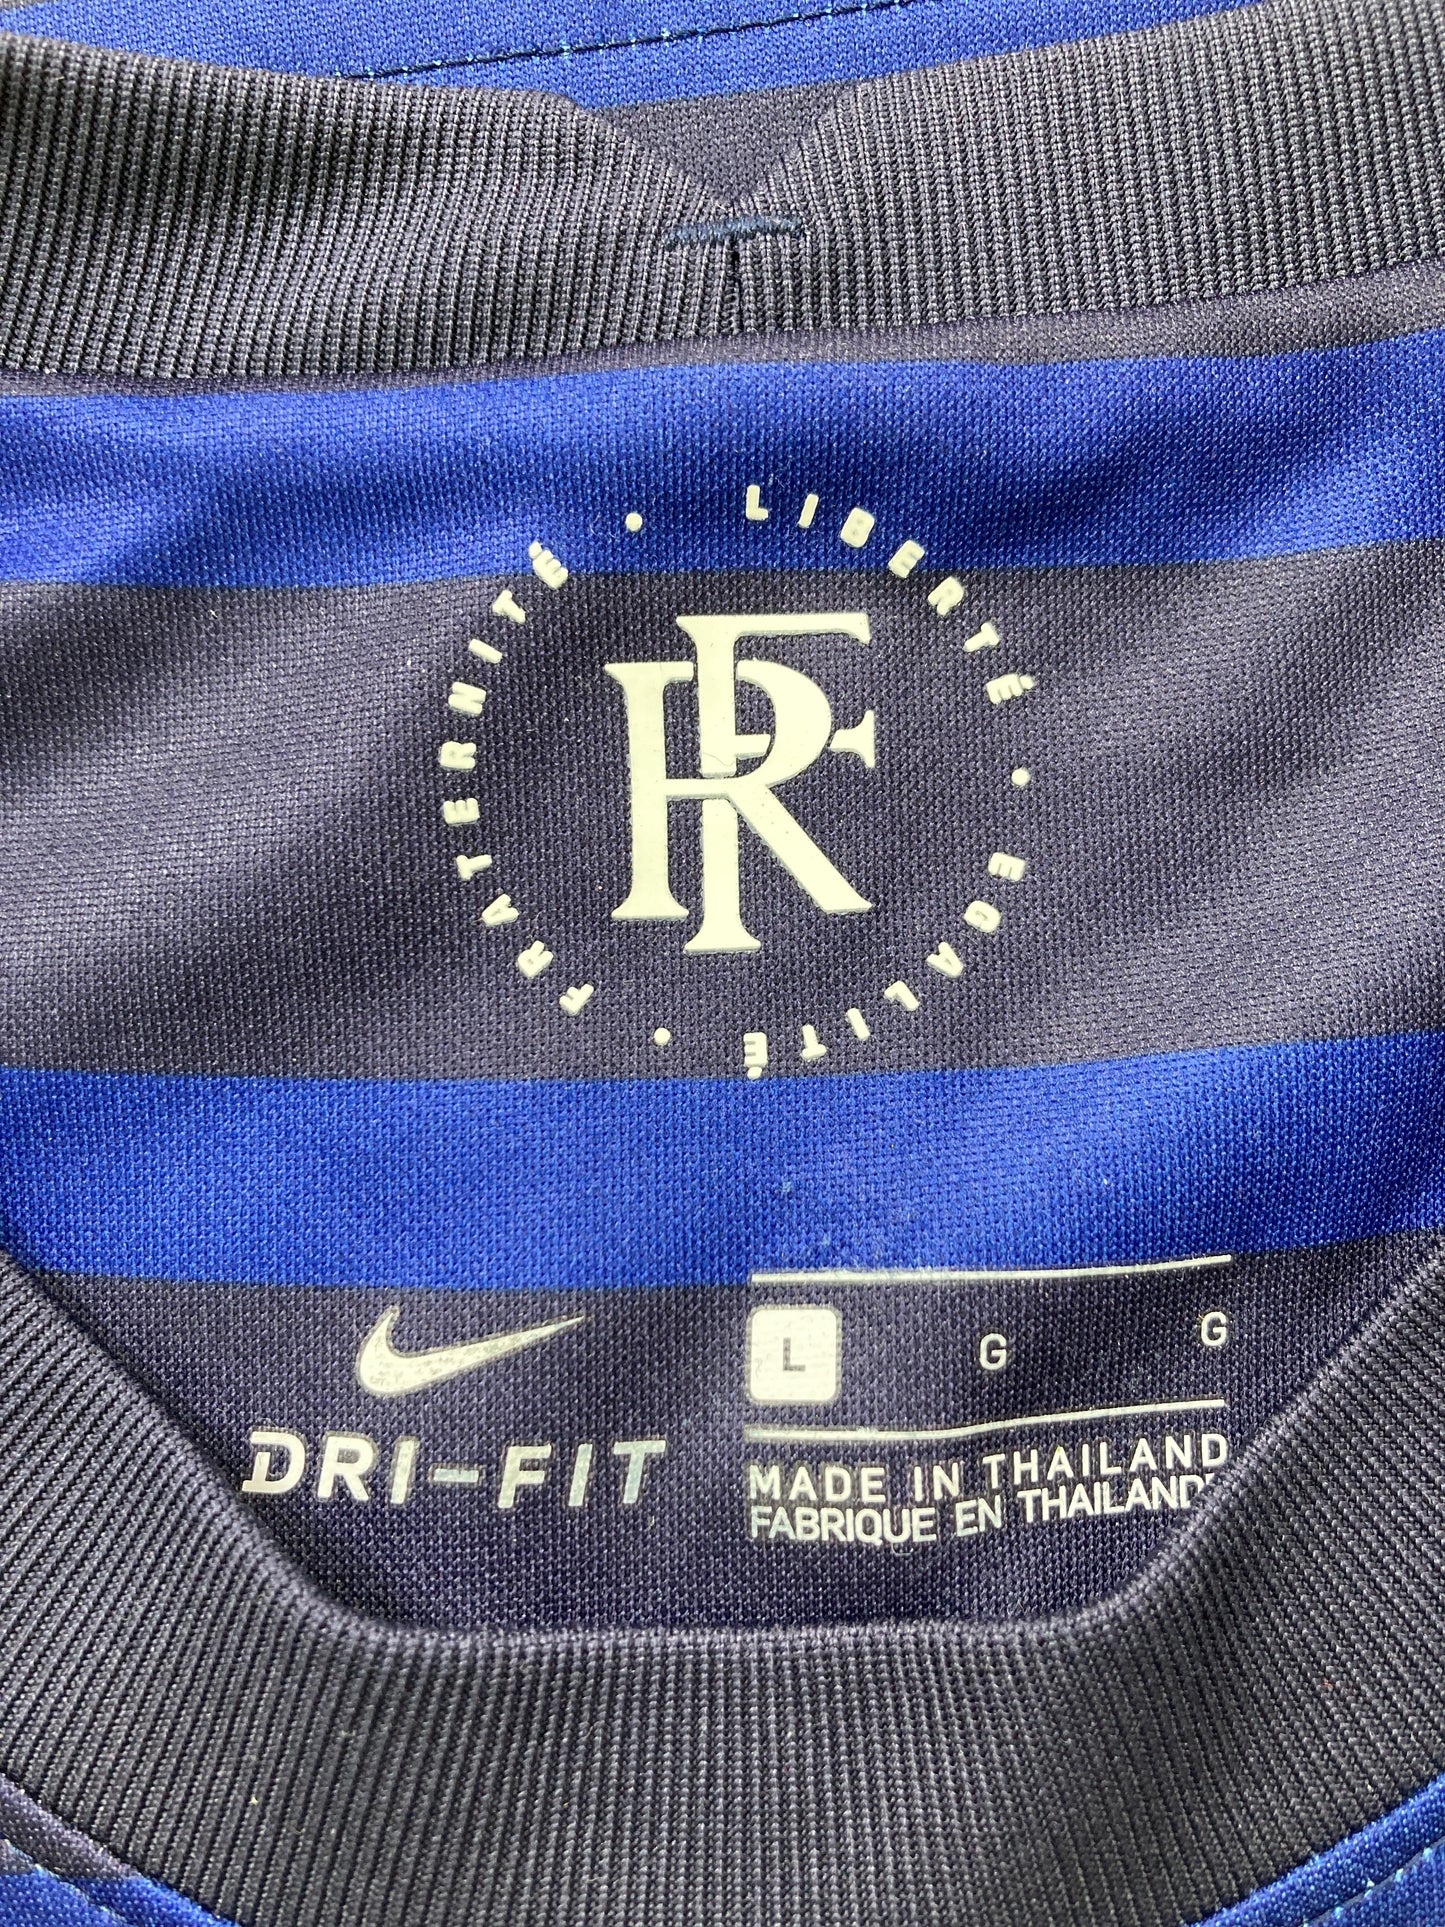 LIBERTÉ • EGALITÉ • FRATERNITÉ •
RF
L G G
DRI-FIT
MADE IN THAILAND
FABRIQUE EN THAILANDE